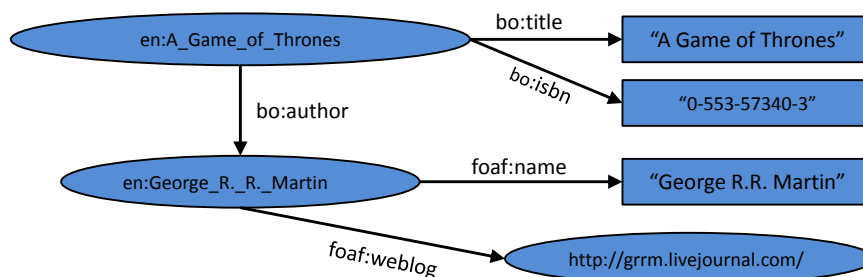 bo:title
en:A_Game_of_Thrones
“A Game of Thrones”
bo:isbn
“0-553-57340-3”
bo:author
foaf:name
en:George_R._R._Martin
“George R.R. Martin”
foaf:weblog
http://grrm.livejournal.com/